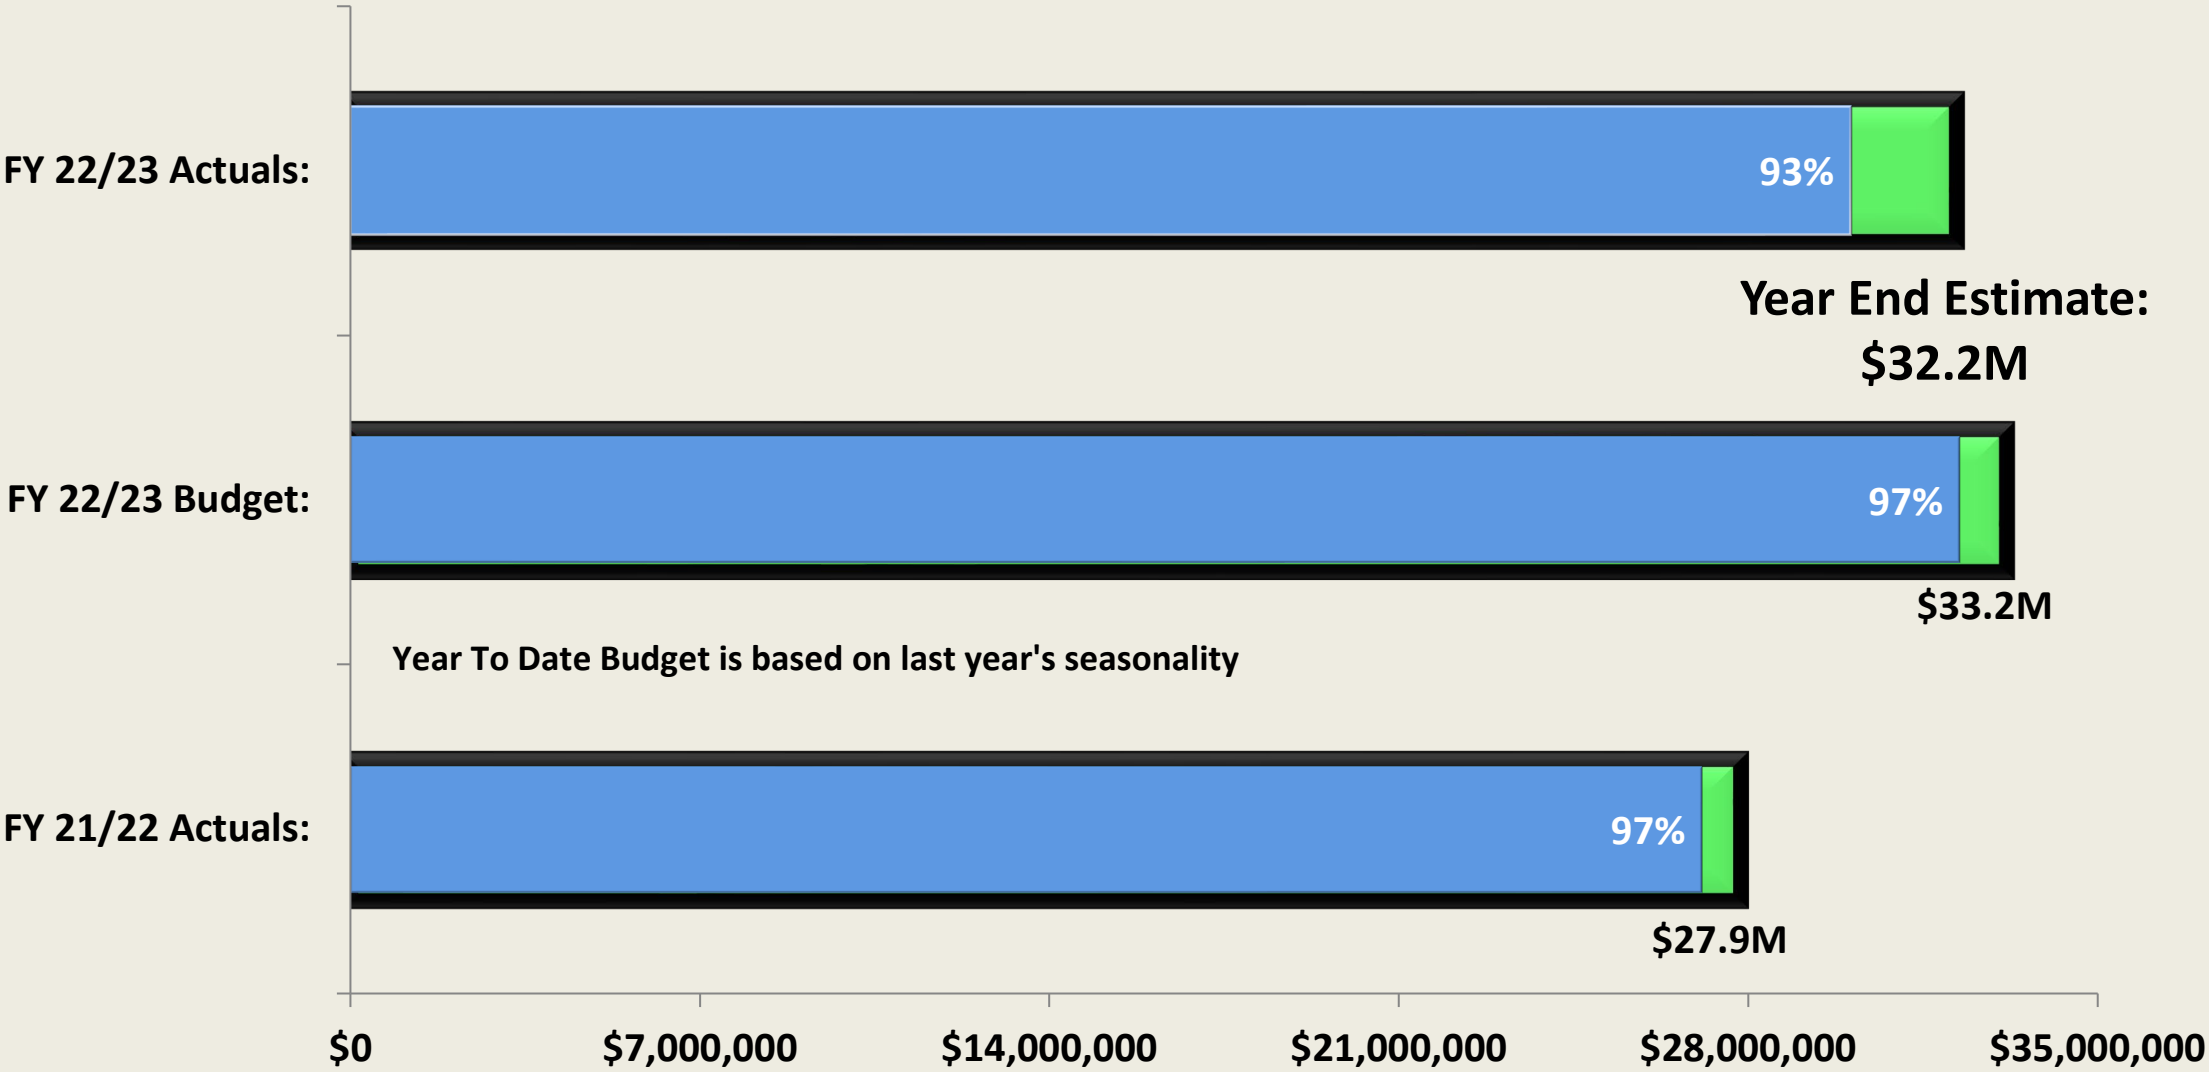 FY 22/23 Actuals:
93%
Year End Estimate:
$32.2M
FY 22/23 Budget:
97%
$33.2M
Year To Date Budget is based on last year's seasonality
FY 21/22 Actuals:
97%
$27.9M
$0
$7,000,000
$14,000,000
$21,000,000
$28,000,000
$35,000,000